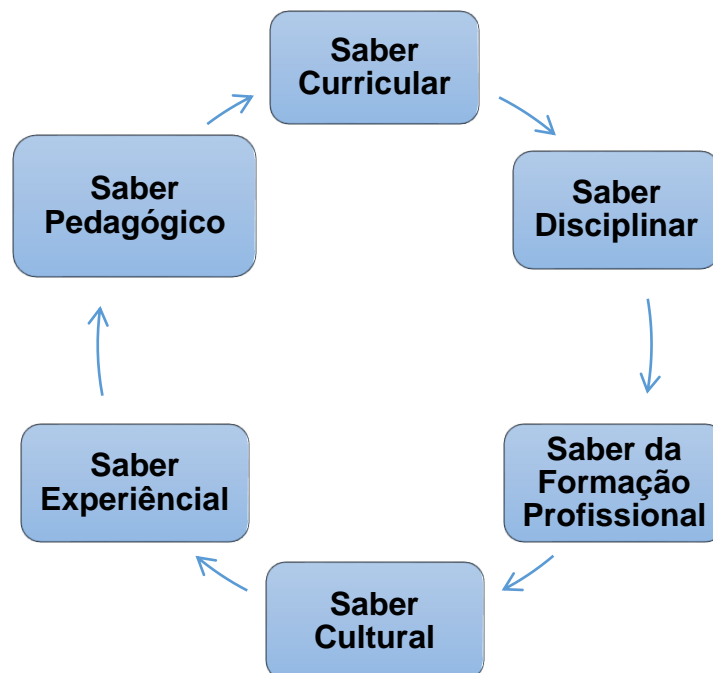 Saber
Curricular
Saber
Disciplinar
Saber da
Formação
Profissional
Saber
Cultural
Saber
Experiêncial
Saber
Pedagógico